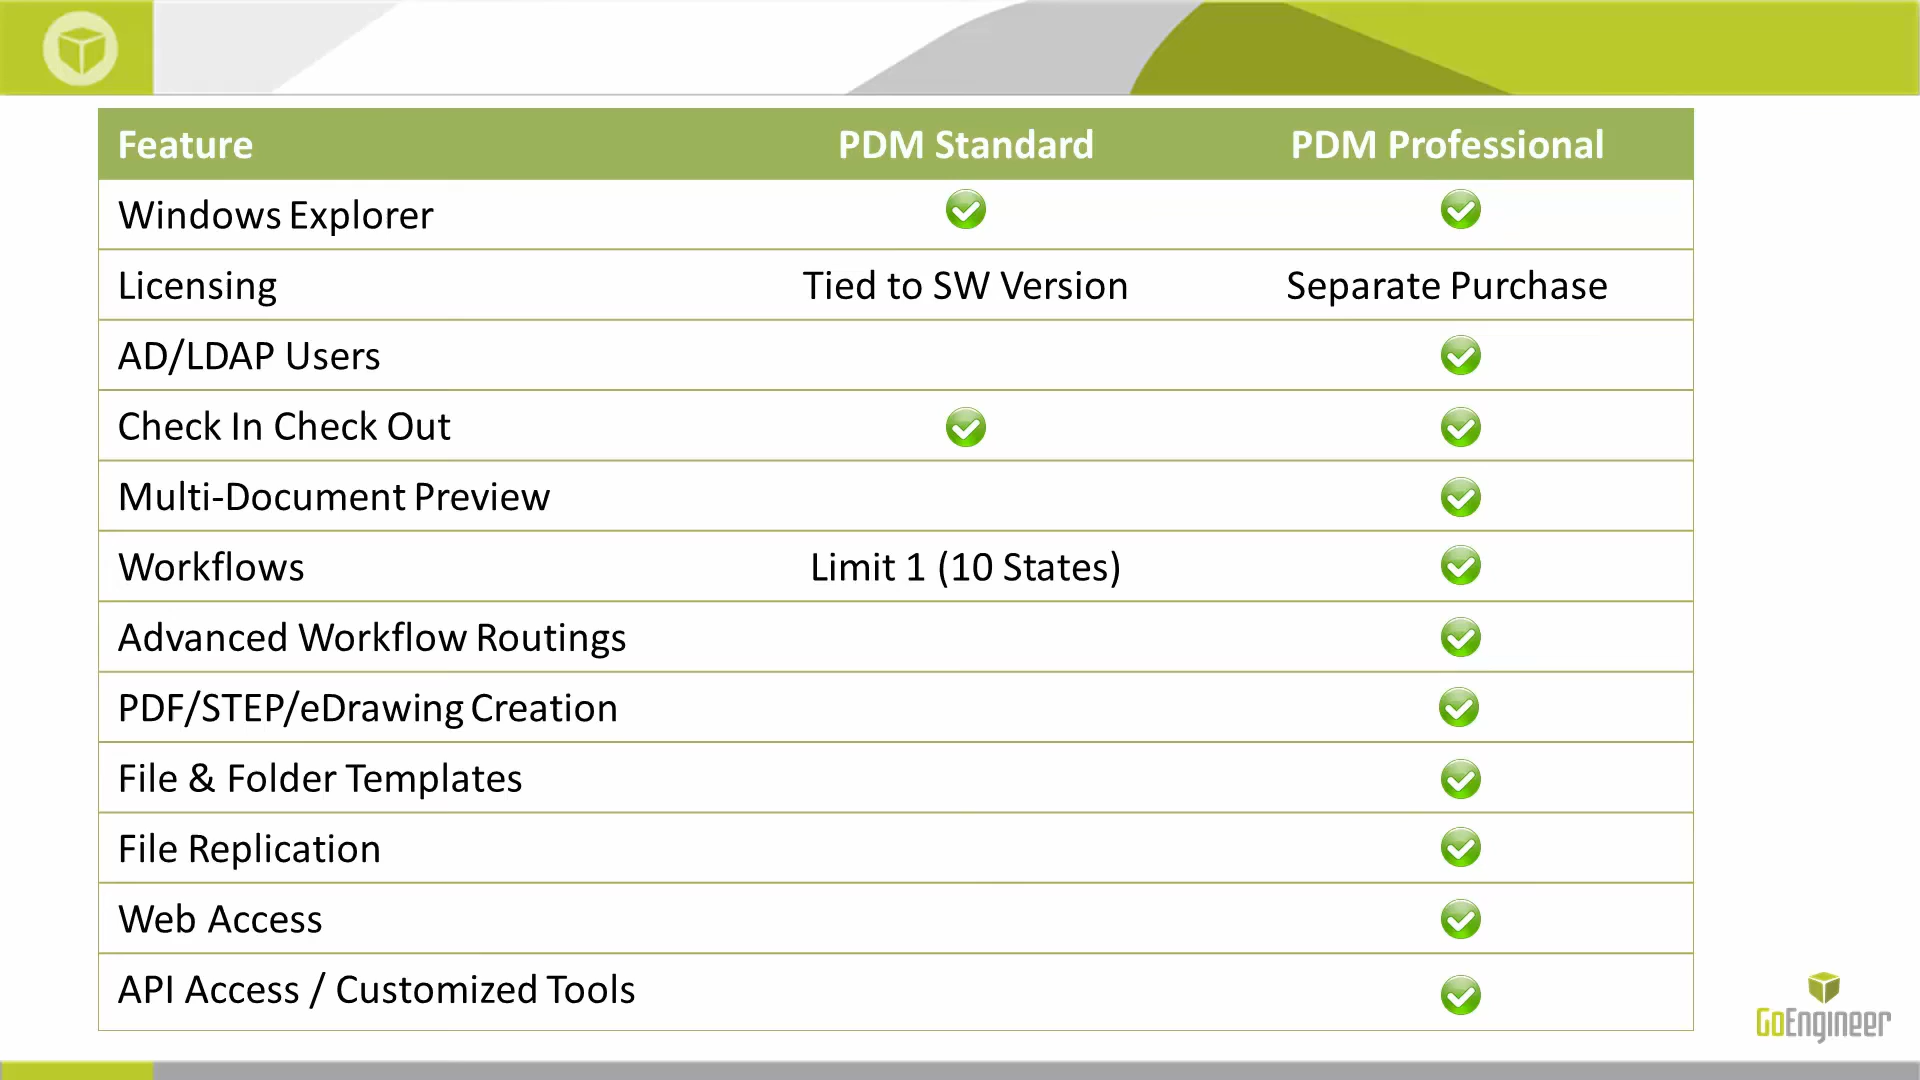 Feature PDM Standard PDM Professional
Windows Explorer
Licensing Tied to SW Version Separate Purchase
AD/LDAP Users
Check In Check Out
Multi-Document Preview
Workflows Limit 1 (10 States)
Advanced Workflow Routings
PDF/STEP/eDrawing Creation
File & Folder Templates
File Replication
Web Access
API Access / Customized Tools
GoEngineer